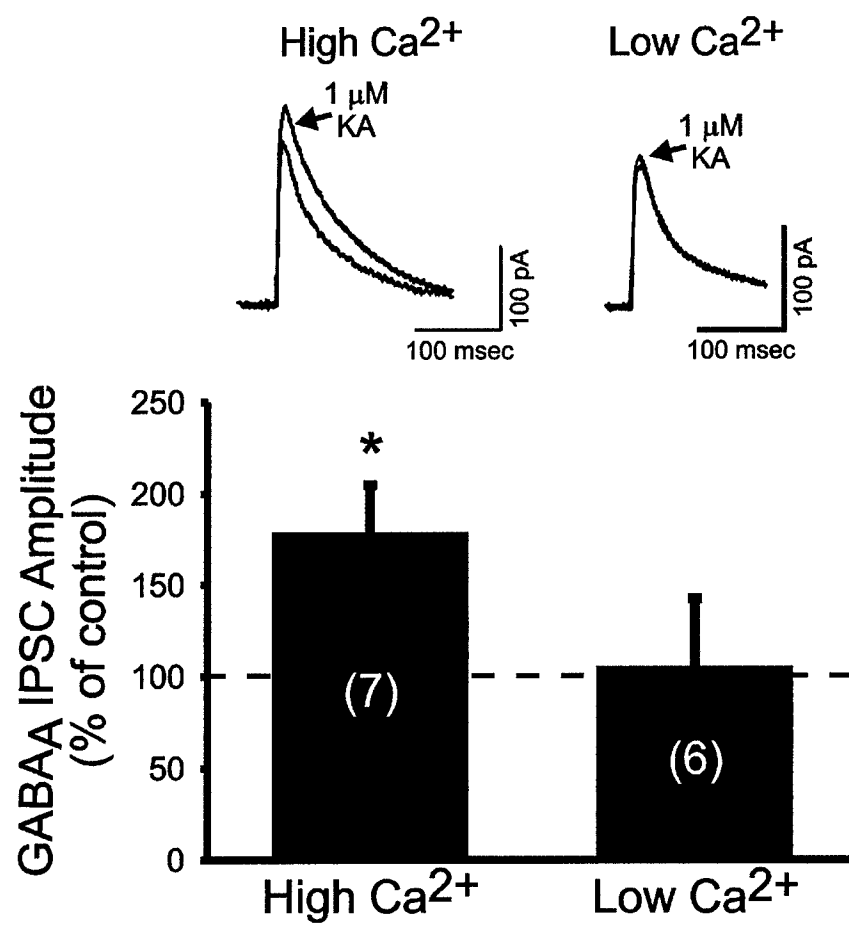 High Ca2+
Low Ca2+
1 μM
KA
1 μM
KA
100 pA
100 msec
100 pA
100 msec
GABAA IPSC Amplitude
(% of control)
250
200
150
100
50
0
*
(7)
(6)
High Ca2+
Low Ca2+